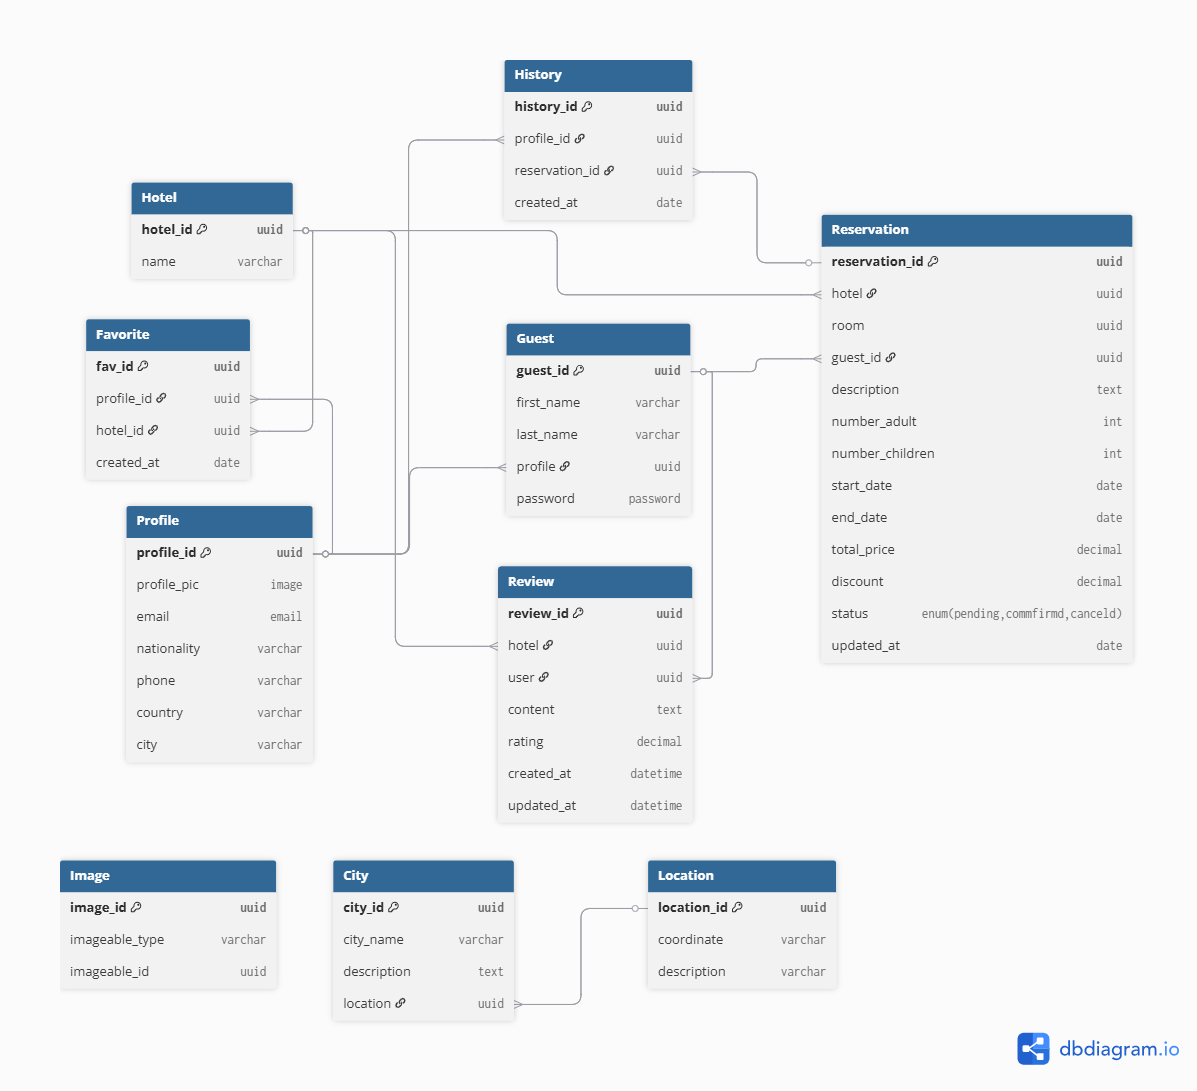 History
history_id uuid
profile_id uuid
reservation_id uuid
created_at date
Hotel
hotel_id uuid
name varchar
Reservation
reservation_id uuid
hotel uuid
room uuid
guest_id uuid
description text
number_adult int
number_children int
start_date date
end_date date
total_price decimal
discount decimal
status enum(pending,commfirmd,canceld)
updated_at date
Favorite
fav_id uuid
profile_id uuid
hotel_id uuid
created_at date
Guest
guest_id uuid
first_name varchar
last_name varchar
profile uuid
password password
Profile
profile_id uuid
profile_pic image
email email
nationality varchar
phone varchar
country varchar
city varchar
Review
review_id uuid
hotel uuid
user uuid
content text
rating decimal
created_at datetime
updated_at datetime
Image
image_id uuid
imageable_type varchar
imageable_id uuid
City
city_id uuid
city_name varchar
description text
location uuid
Location
location_id uuid
coordinate varchar
description varchar
dbdiagram.io